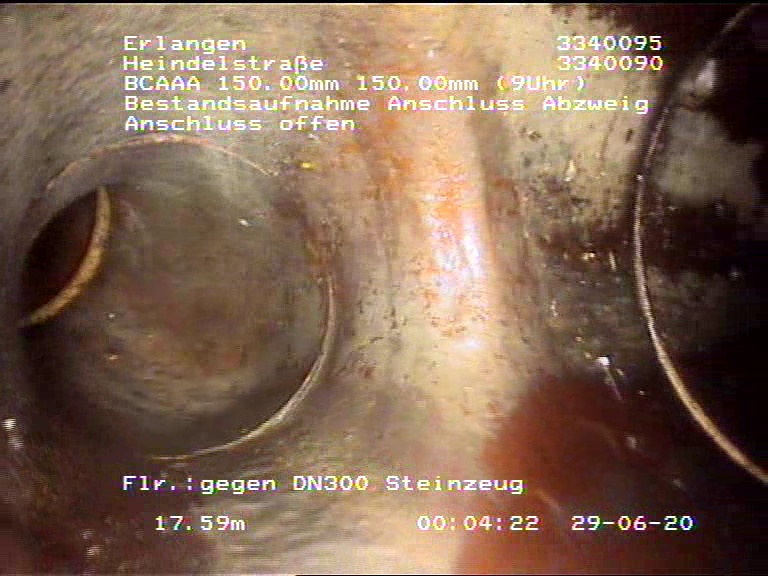 Erlangen 3340095
Heindelstraße 3340090
BCAAA 150.00mm 150.00mm (9Uhr)
Bestandsaufnahme Anschluss Abzweig
Anschluss offen
Flr.:gegen DN300 Steinzeug
17.59m 00:04:22 29-06-20